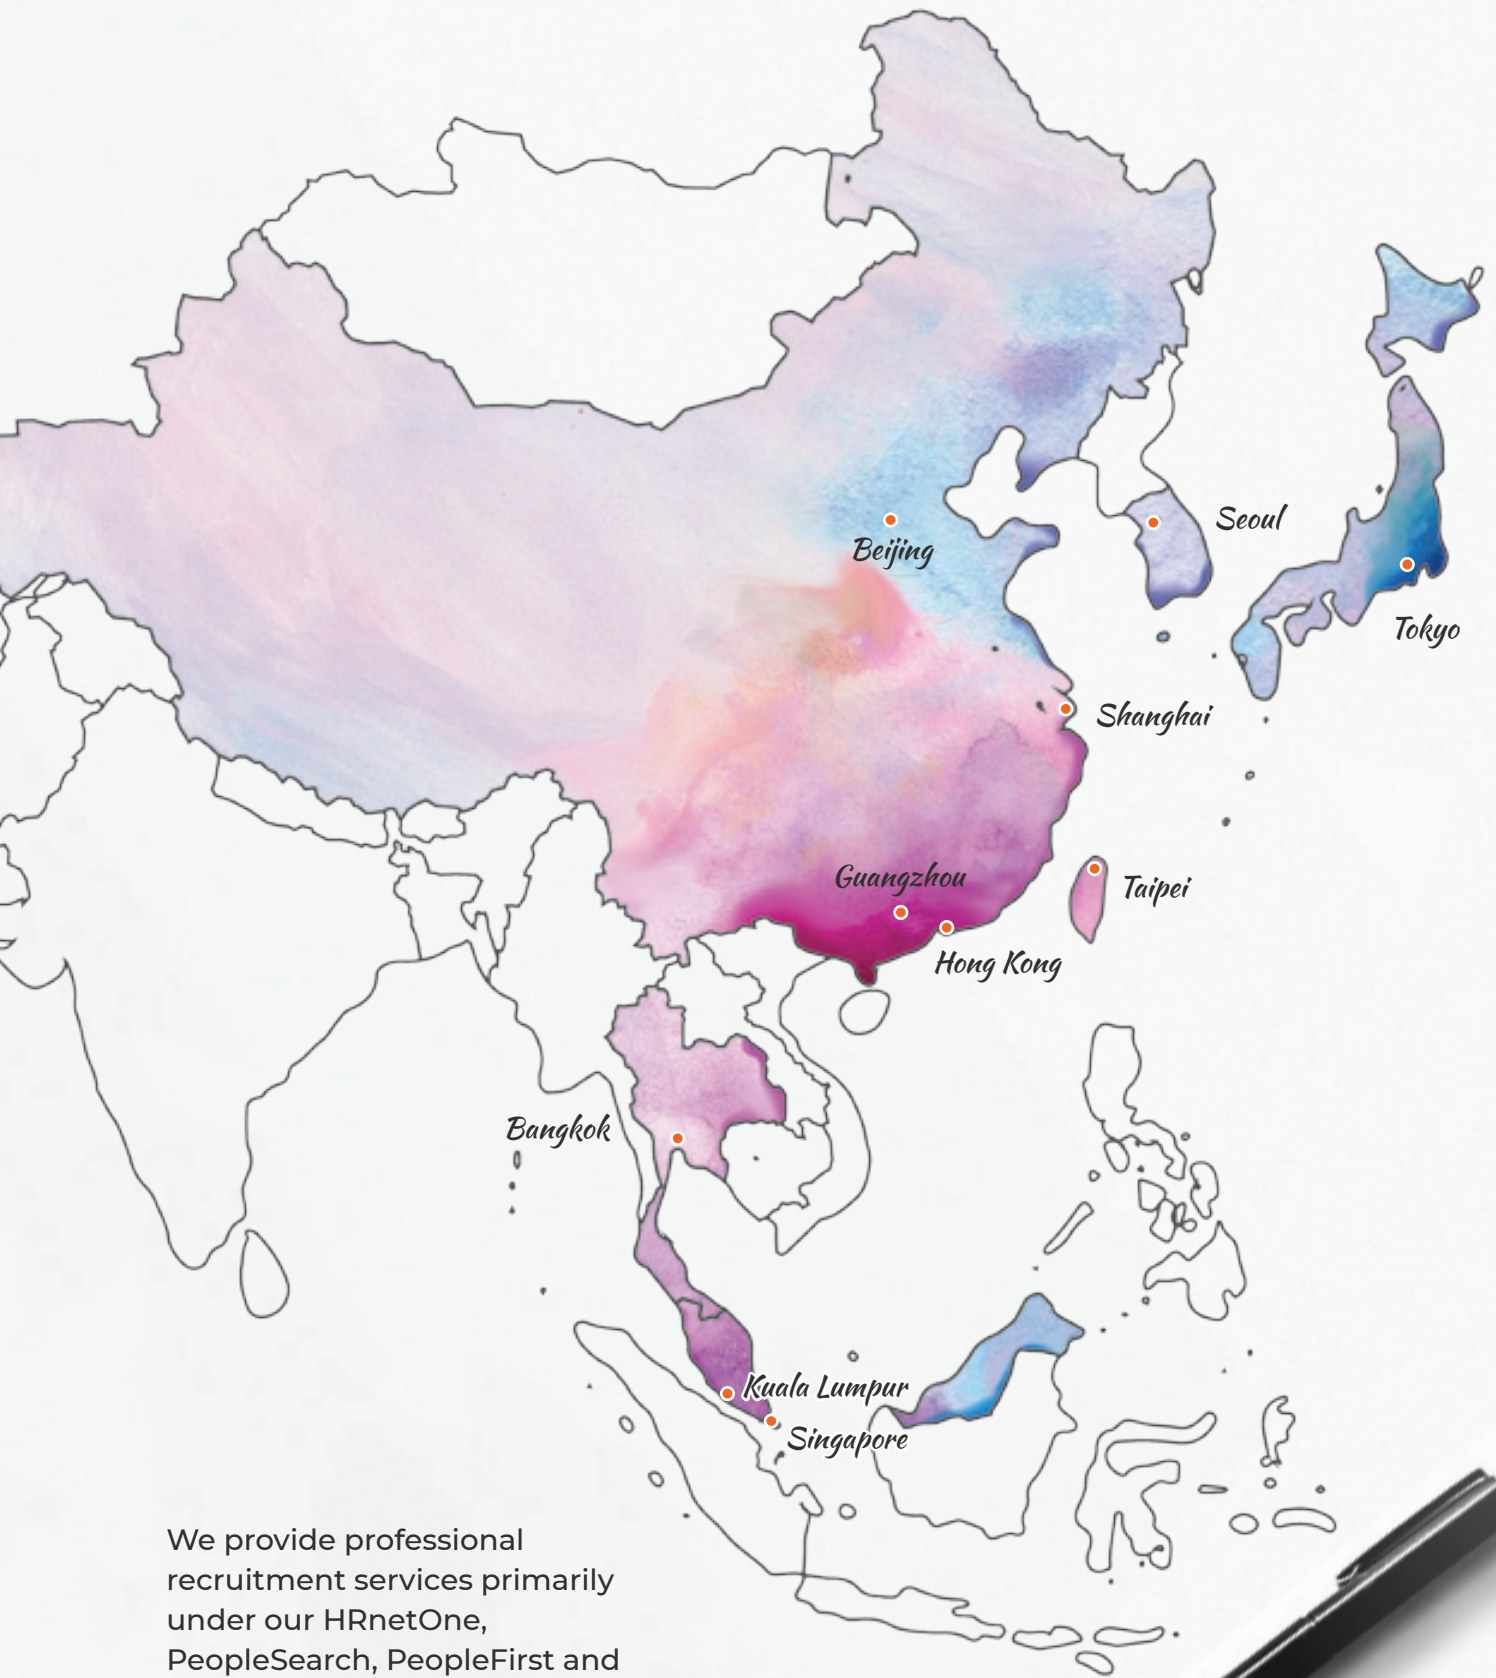 Beijing
Seoul
Tokyo
Shanghai
Guangzhou
Taipei
Hong Kong
Bangkok
Kuala Lumpur
Singapore
We provide professional
recruitment services primarily
under our HRnetOne,
PeopleSearch, PeopleFirst and